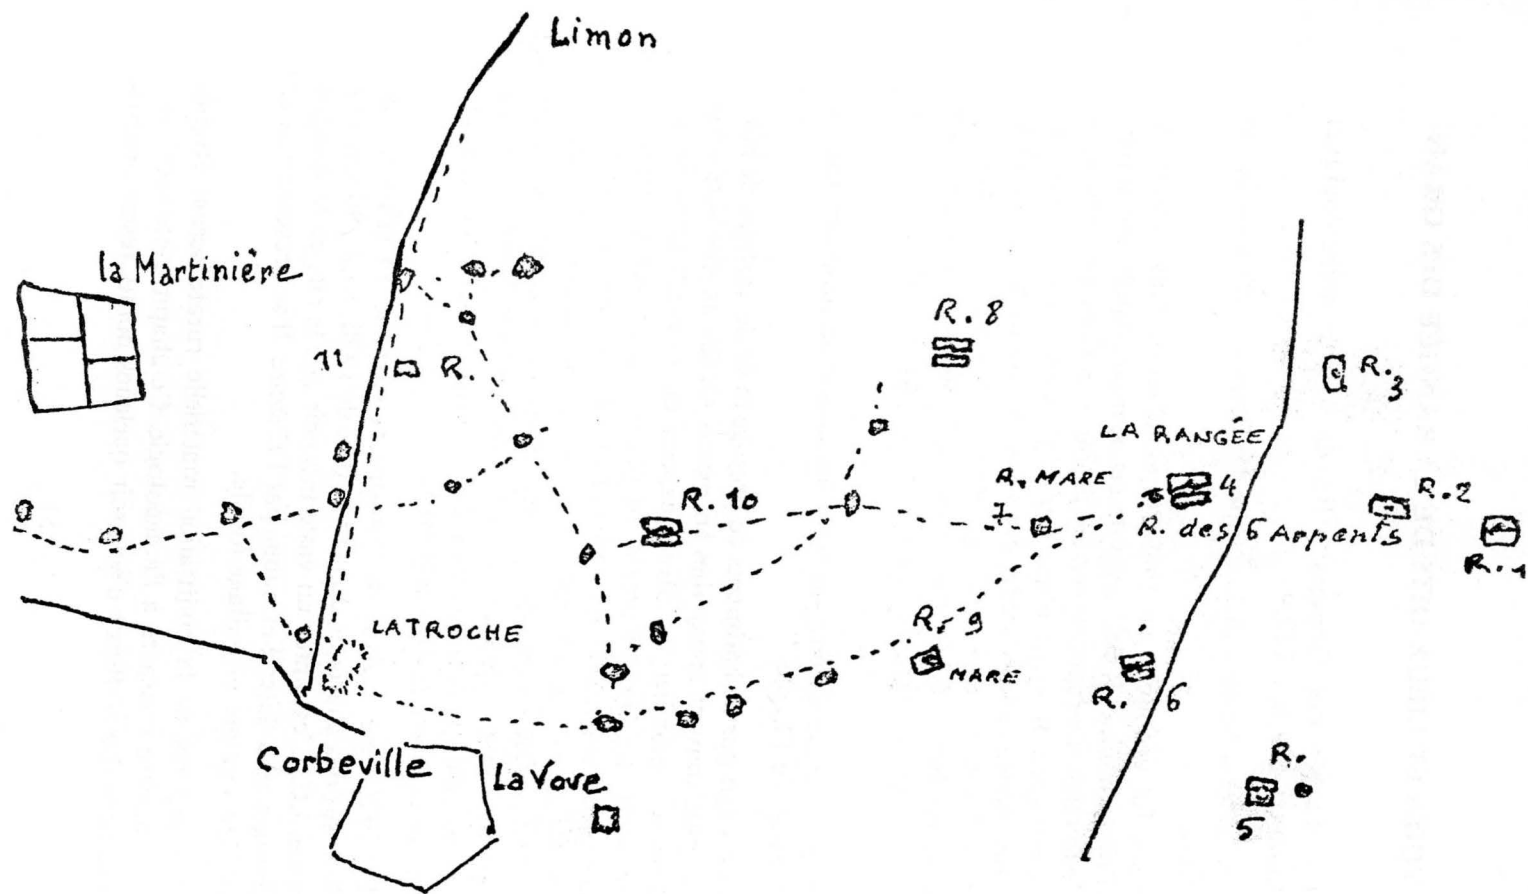 Limon
la Martinière
R. 8
11
R.
R. 3
LA RANGÉE
R. MARE
4
R. 2
R. 10
7
R. des 6 Arpents
R. 1
LATROCHE
R. 9
MARE
R. 6
Corbeville
La Vove
R.
5